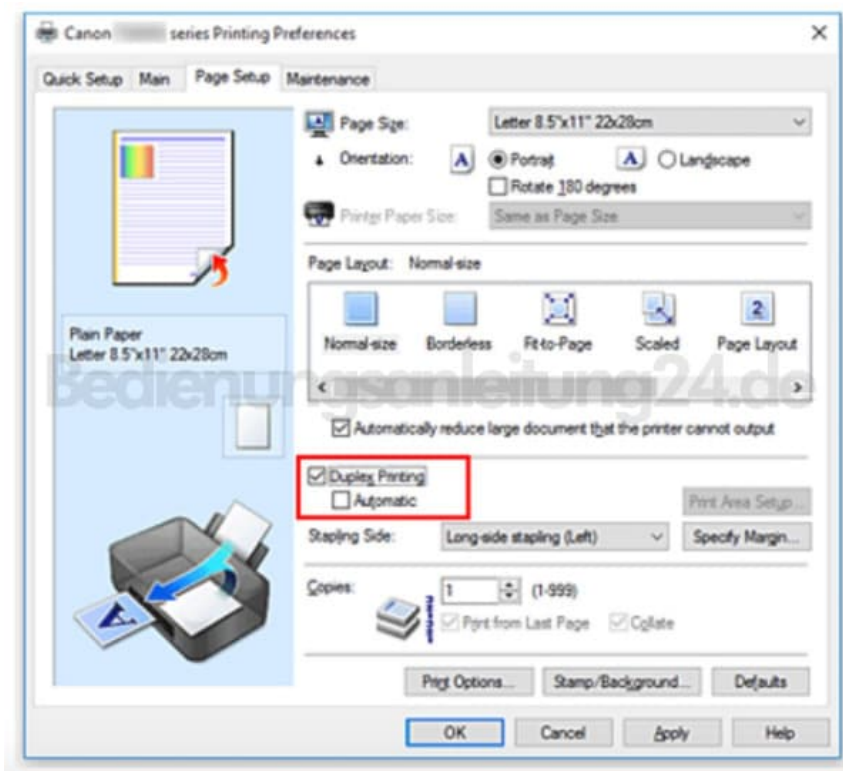 Canon series Printing Preferences
Quick Setup Main Page Setup Maintenance
Page Size: Letter 8.5"x11" 22x28cm
Orientation: A Portrait A Landscape
Rotate 180 degrees
Printer Paper Size: Same as Page Size
Page Layout: Normal-size
2
Normal-size Borderless Fit-to-Page Scaled Page Layout
Plain Paper
Letter 8.5"x11" 22x28cm
Bedienungsanleitung24.de
Automatically reduce large document that the printer cannot output
Duplex Printing
Automatic
Print Area Setup...
Stapling Side: Long-side stapling (Left) Specify Margin...
Copies: 1 (1-999)
Print from Last Page Collate
A
Print Options... Stamp/Background... Defaults
OK Cancel Apply Help